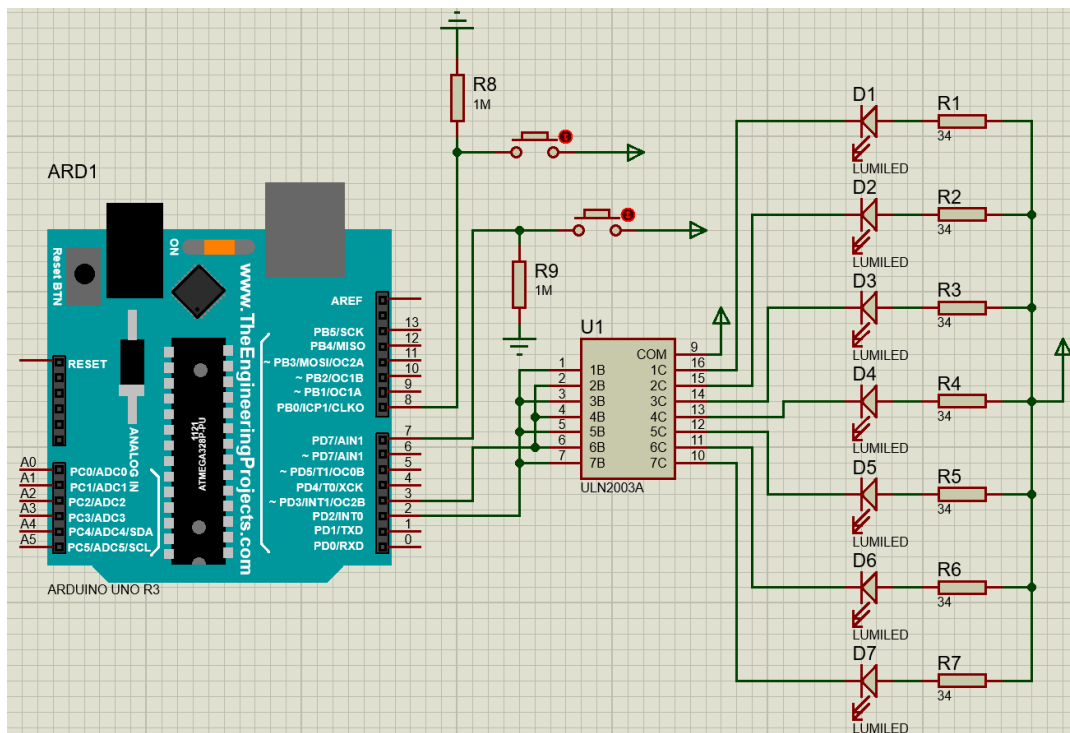 R8
1M
ARD1
ON
Reset BTN
www.TheEngineeringProjects.com
AREF
RESET
13
PB5/SCK
12
PB4/MISO
11
~ PB3/MOSI/OC2A
10
~ PB2/OC1B
9
~ PB1/OC1A
8
PB0/ICP1/CLKO
7
PD7/AIN1
6
~ PD7/AIN1
5
~ PD5/T1/OC0B
4
PD4/T0/XCK
3
~ PD3/INT1/OC2B
2
PD2/INT0
1
PD1/TXD
0
PD0/RXD
1121
ATMEGA328P-PU
ANALOG IN
A0
PC0/ADC0
A1
PC1/ADC1
A2
PC2/ADC2
A3
PC3/ADC3
A4
PC4/ADC4/SDA
A5
PC5/ADC5/SCL
ARDUINO UNO R3
R9
1M
U1
COM 9
1 1B 1C 16
2 2B 2C 15
3 3B 3C 14
4 4B 4C 13
5 5B 5C 12
6 6B 6C 11
7 7B 7C 10
ULN2003A
D1 R1
34
LUMILED
D2 R2
34
LUMILED
D3 R3
34
LUMILED
D4 R4
34
LUMILED
D5 R5
34
LUMILED
D6 R6
34
LUMILED
D7 R7
34
LUMILED